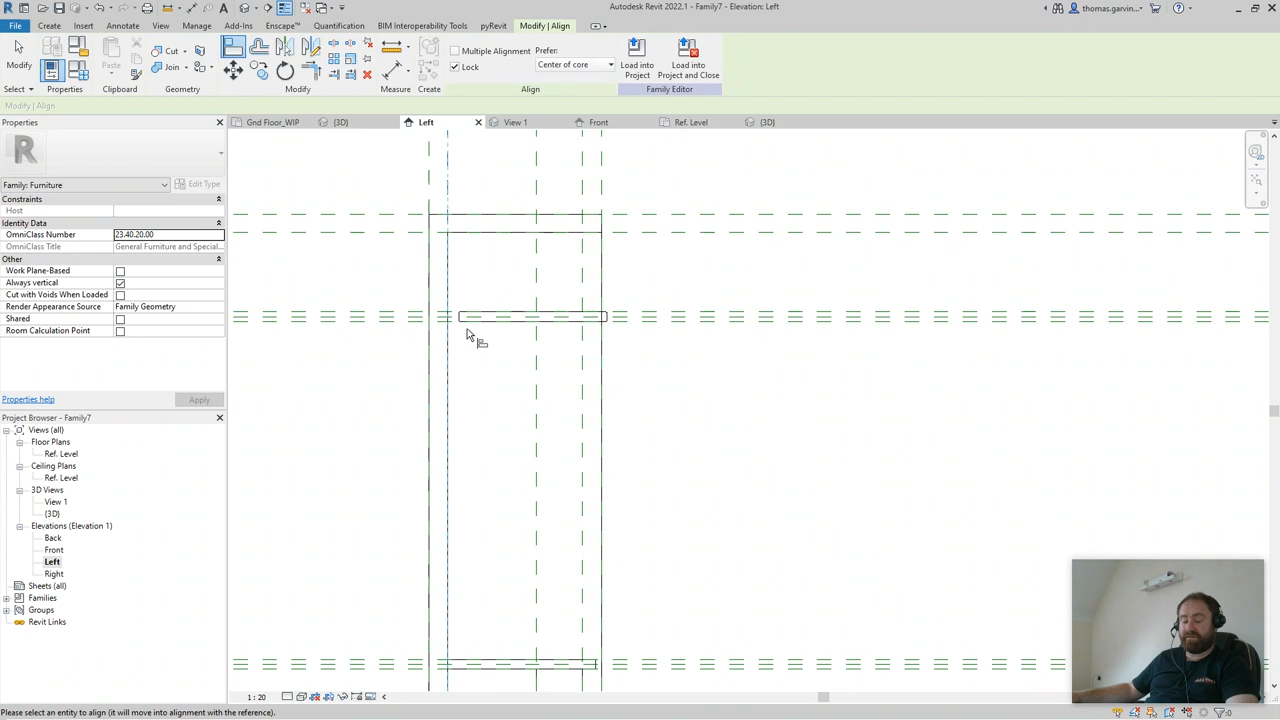 Autodesk Revit 2022.1 - Family7 - Elevation: Left
thomas.garvin...
File Create Insert Annotate View Manage Add-Ins Enscape™ Quantification BIM Interoperability Tools pyRevit Modify | Align
Modify
Paste
Cut
Join
Multiple Alignment Prefer:
Lock Center of core
Load into
Project
Load into
Project and Close
Select Properties Clipboard Geometry Modify Measure Create Align Family Editor
Modify | Align
Properties
Gnd Floor_WIP {3D} Left View 1 Front Ref. Level {3D}
R
Family: Furniture Edit Type
Constraints
Host
Identity Data
OmniClass Number 23.40.20.00
OmniClass Title General Furniture and Special...
Other
Work Plane-Based
Always vertical
Cut with Voids When Loaded
Render Appearance Source Family Geometry
Shared
Room Calculation Point
Properties help Apply
Project Browser - Family7
Views (all)
Floor Plans
Ref. Level
Ceiling Plans
Ref. Level
3D Views
View 1
{3D}
Elevations (Elevation 1)
Back
Front
Left
Right
Sheets (all)
Families
Groups
Revit Links
1 : 20
Please select an entity to align (it will move into alignment with the reference).
:0